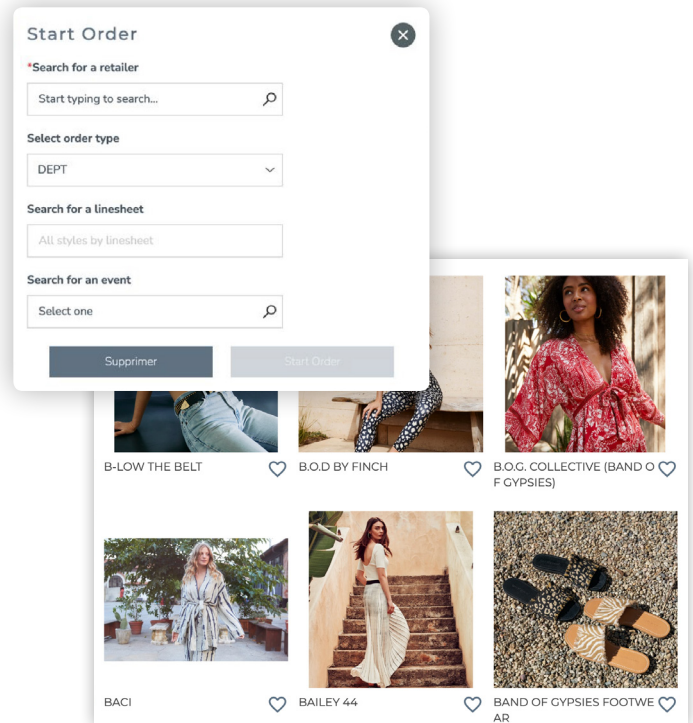 Start Order
*Search for a retailer
Start typing to search...
Select order type
DEPT
Search for a linesheet
All styles by linesheet
Search for an event
Select one
Supprimer
Start Order
B-LOW THE BELT
B.O.D BY FINCH
B.O.G. COLLECTIVE (BAND O
F GYPSIES)
BACI
BAILEY 44
BAND OF GYPSIES FOOTWE
AR